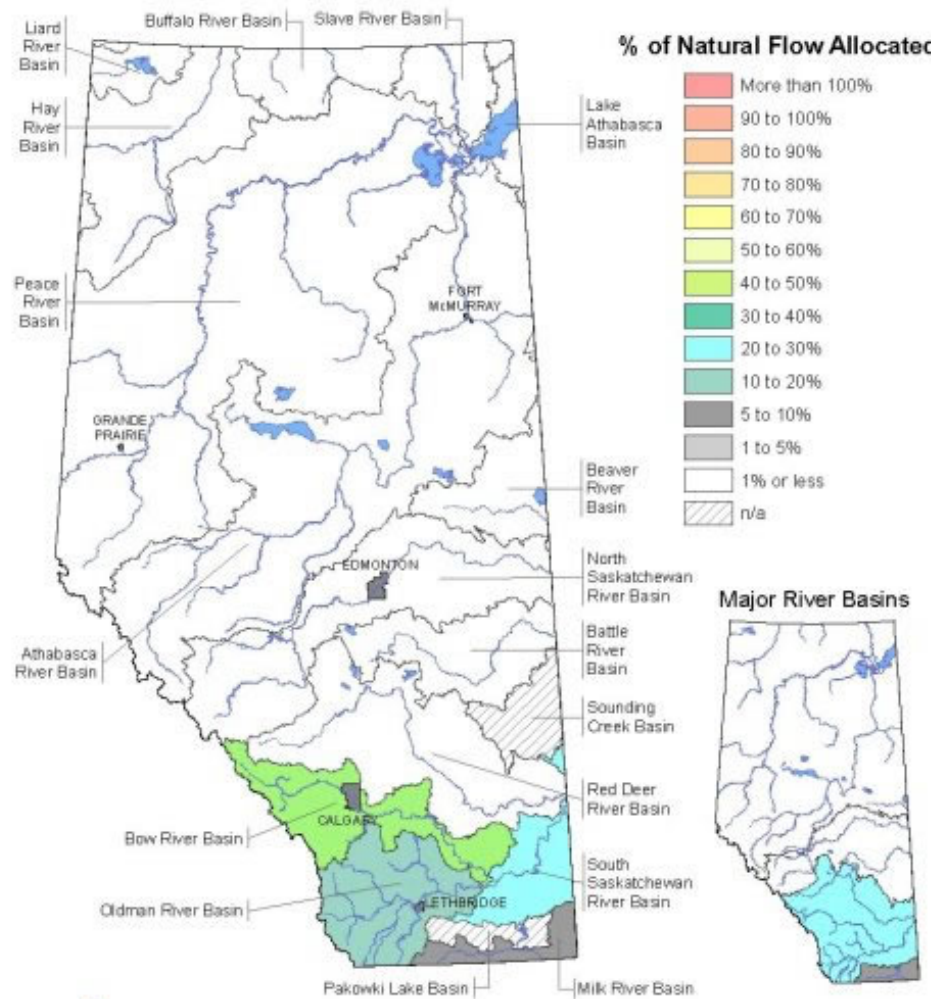 Buffalo River Basin
Slave River Basin
Liard
River
Basin
% of Natural Flow Allocated
More than 100%
90 to 100%
80 to 90%
70 to 80%
60 to 70%
50 to 60%
40 to 50%
30 to 40%
20 to 30%
10 to 20%
5 to 10%
1 to 5%
1% or less
n/a
Hay
River
Basin
Lake
Athabasca
Basin
Peace
River
Basin
FORT
McMURRAY
GRANDE
PRAIRIE
Beaver
River
Basin
EDMONTON
North
Saskatchewan
River Basin
Major River Basins
Battle
River
Basin
Athabasca
River Basin
Sounding
Creek Basin
Red Deer
River Basin
CALGARY
Bow River Basin
South
Saskatchewan
River Basin
Oldman River Basin
LETHBRIDGE
Pakowki Lake Basin
Milk River Basin